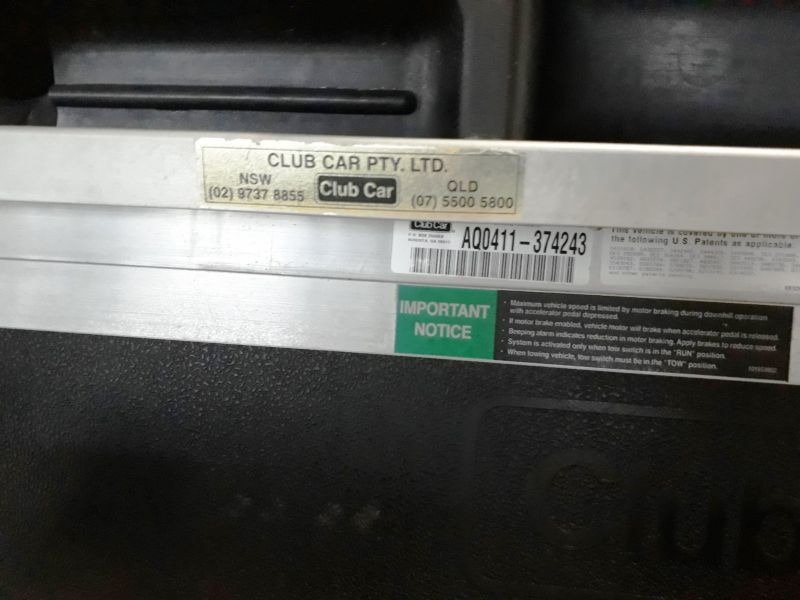 CLUB CAR PTY. LTD.
NSW
(02) 9737 8855
Club Car
QLD
(07) 5500 5800
Club Car
AQ0411-374243
This vehicle is covered by one or more of
the following U.S. Patents as applicable:
IMPORTANT
NOTICE
• Maximum vehicle speed is limited by motor braking during downhill operation
with accelerator pedal depressed.
• If motor brake enabled, vehicle motor will brake when accelerator pedal is released.
• Beeping alarm indicates reduction in motor braking. Apply brakes to reduce speed.
• System is activated only when tow switch is in the "RUN" position.
• When towing vehicle, tow switch must be in the "TOW" position.
Club